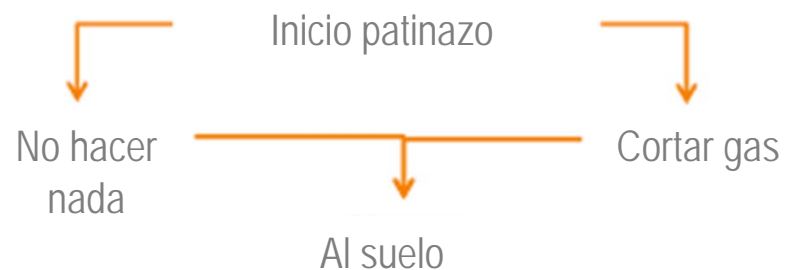 Inicio patinazo
No hacer
nada
Cortar gas
Al suelo